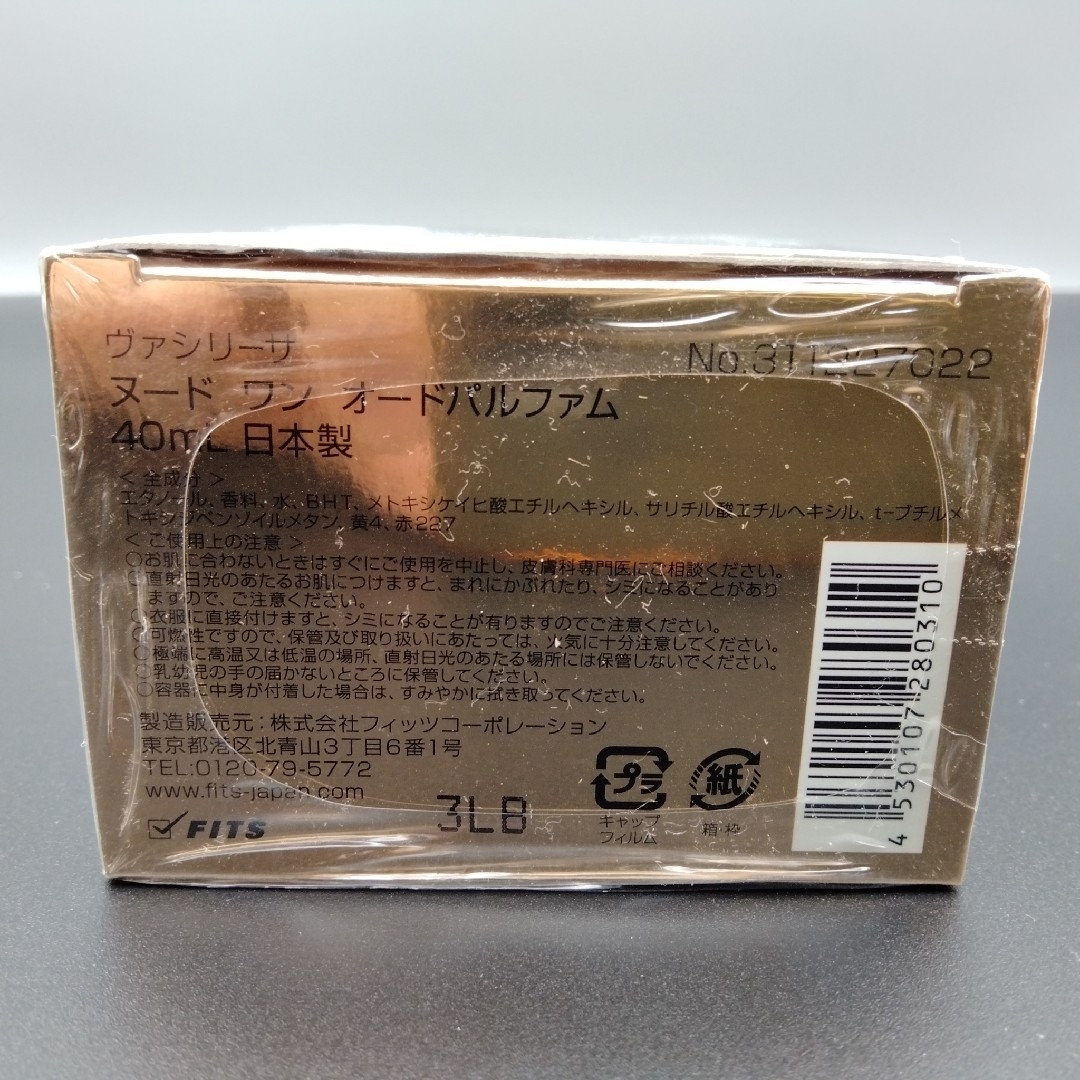 ヴァシリーザ
No.311227022
ヌード ワン オードパルファム
40mL 日本製
< 全成分 >
エタノール、香料、水、BHT、メトキシケイヒ酸エチルヘキシル、サリチル酸エチルヘキシル、t-ブチルメ
トキシジベンゾイルメタン、黄4、赤227
< ご使用上の注意 >
○お肌に合わないときはすぐにご使用を中止し、皮膚科専門医にご相談ください。
○直射日光のあたるお肌につけますと、まれにかぶれたり、シミになることがあり
ますので、ご注意ください。
○衣服に直接付けますと、シミになることが有りますのでご注意ください。
○可燃性ですので、保管及び取り扱いにあたっては、火気に十分注意してください。
○極端に高温又は低温の場所、直射日光のあたる場所には保管しないでください。
○乳幼児の手の届かないところに保管してください。
○容器に中身が付着した場合は、すみやかに拭き取ってください。
製造販売元:株式会社フィッツコーポレーション
東京都港区北青山3丁目6番1号
TEL:0120-79-5772
www.fits-japan.com
FITS
3LB
プラ
キャップ
フィルム
紙
箱・枠
4 530107 280310